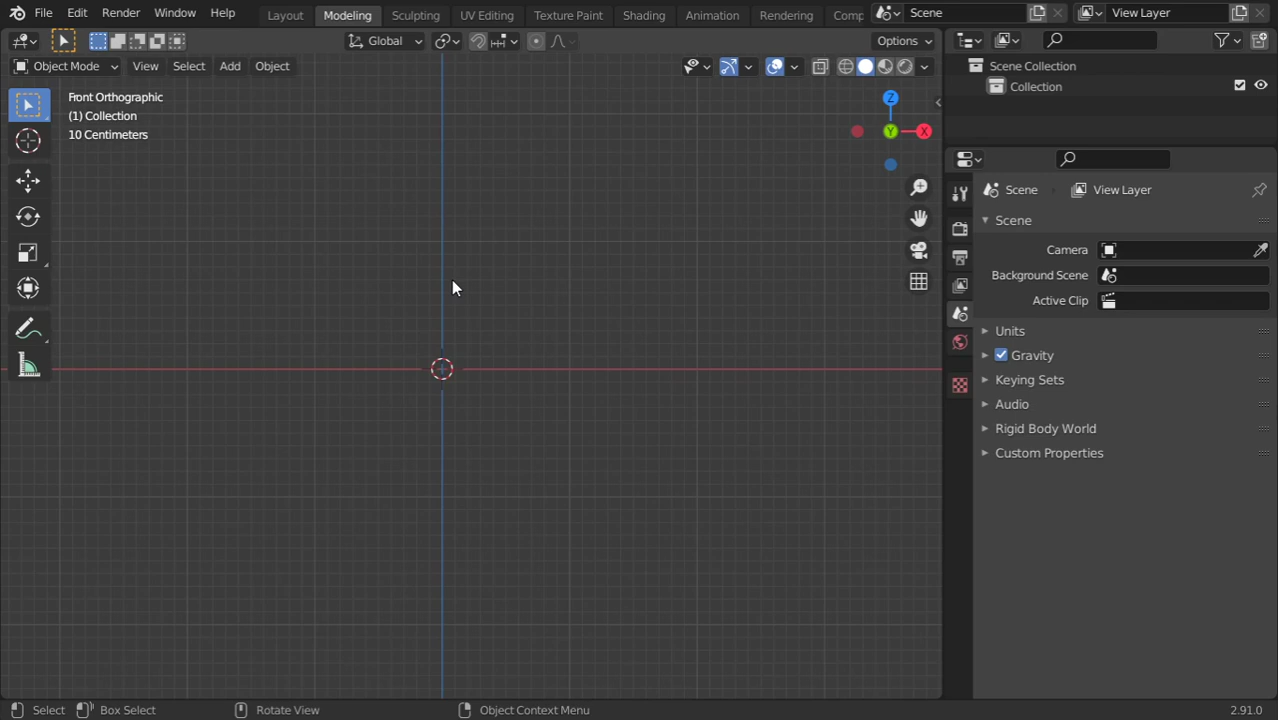 File Edit Render Window Help Layout Modeling Sculpting UV Editing Texture Paint Shading Animation Rendering Comp Scene View Layer
Global Options
Object Mode View Select Add Object
Front Orthographic
(1) Collection
10 Centimeters
Z
Y
X
Scene Collection
Collection
Scene View Layer
Scene
Camera
Background Scene
Active Clip
Units
Gravity
Keying Sets
Audio
Rigid Body World
Custom Properties
Select Box Select Rotate View Object Context Menu 2.91.0